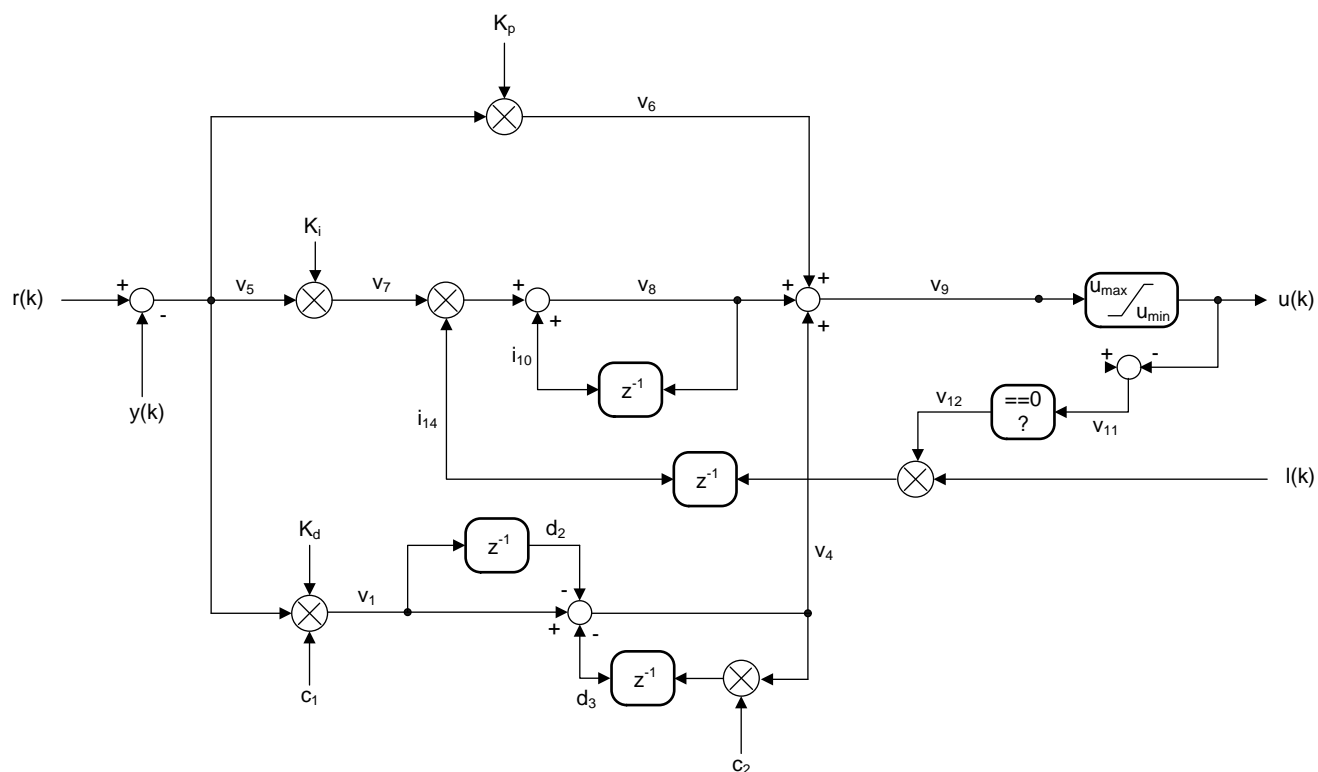 Kp
v6
Ki
r(k)
+
-
v5
v7
+
+
v8
+
+
+
v9
umax
umin
u(k)
y(k)
i10
z-1
+
-
v12
==0
?
v11
i14
z-1
l(k)
Kd
z-1
d2
v4
v1
-
+
-
z-1
d3
c1
c2